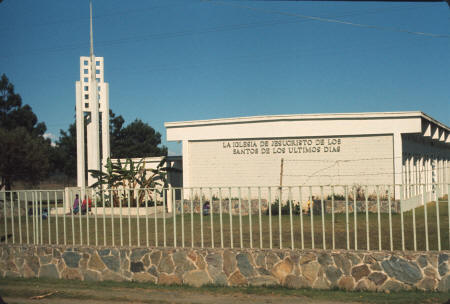 LA IGLESIA DE JESUCRISTO DE LOS
SANTOS DE LOS ULTIMOS DIAS